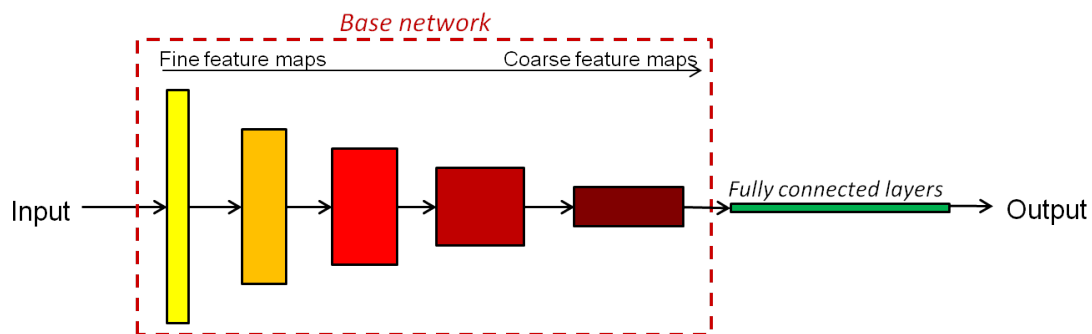 Base network
Fine feature maps
Coarse feature maps
Fully connected layers
Input
Output